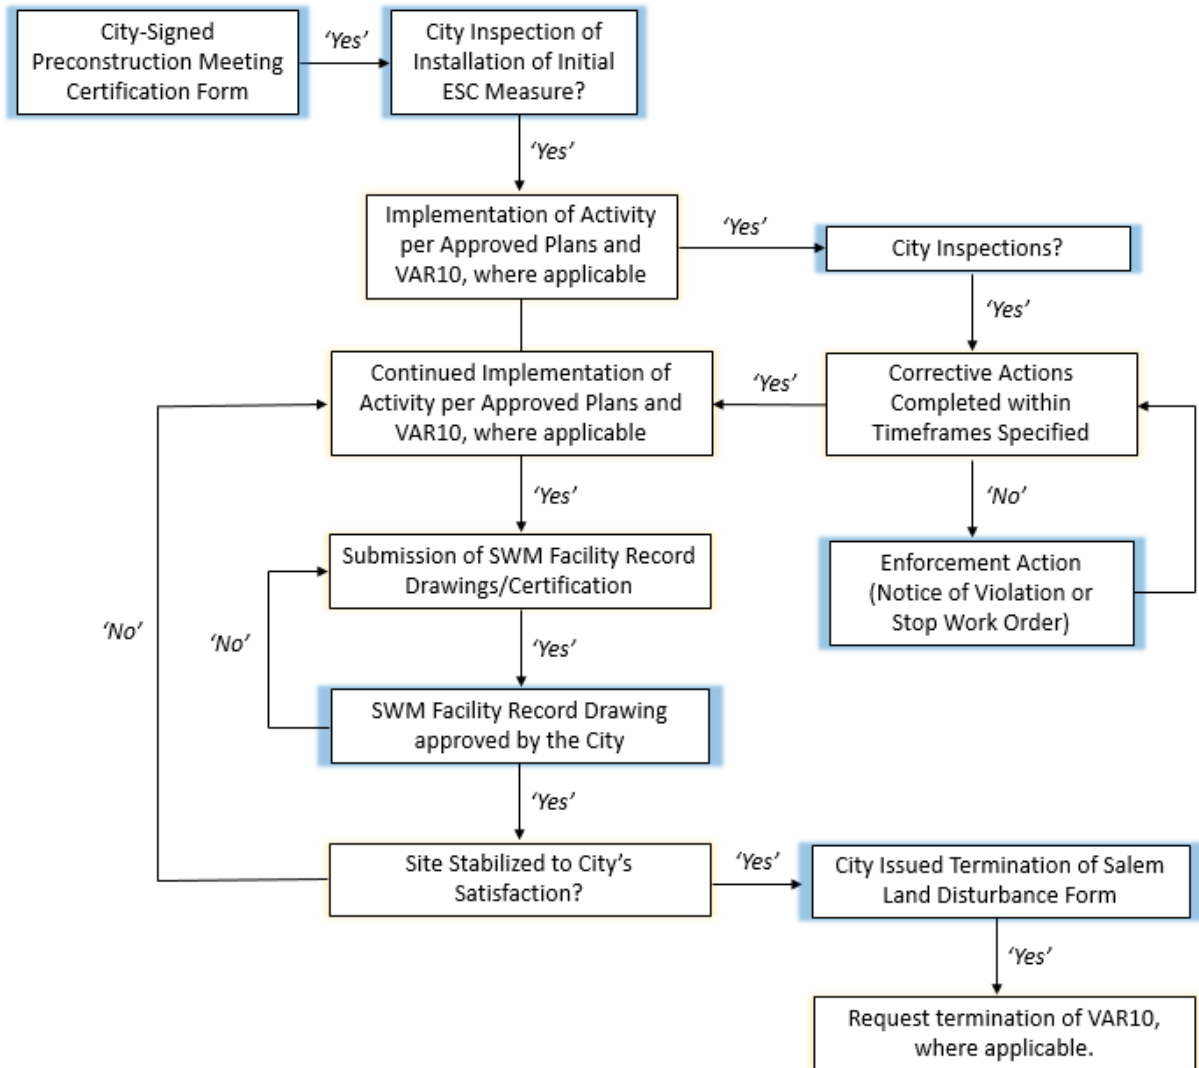 City-Signed
Preconstruction Meeting
Certification Form
‘Yes’
City Inspection of
Installation of Initial
ESC Measure?
‘Yes’
Implementation of Activity
per Approved Plans and
VAR10, where applicable
‘Yes’
City Inspections?
‘Yes’
Continued Implementation of
Activity per Approved Plans and
VAR10, where applicable
‘Yes’
Corrective Actions
Completed within
Timeframes Specified
‘Yes’
‘No’
Submission of SWM Facility Record
Drawings/Certification
Enforcement Action
(Notice of Violation or
Stop Work Order)
‘No’
‘No’
‘Yes’
SWM Facility Record Drawing
approved by the City
‘Yes’
Site Stabilized to City’s
Satisfaction?
‘Yes’
City Issued Termination of Salem
Land Disturbance Form
‘Yes’
Request termination of VAR10,
where applicable.